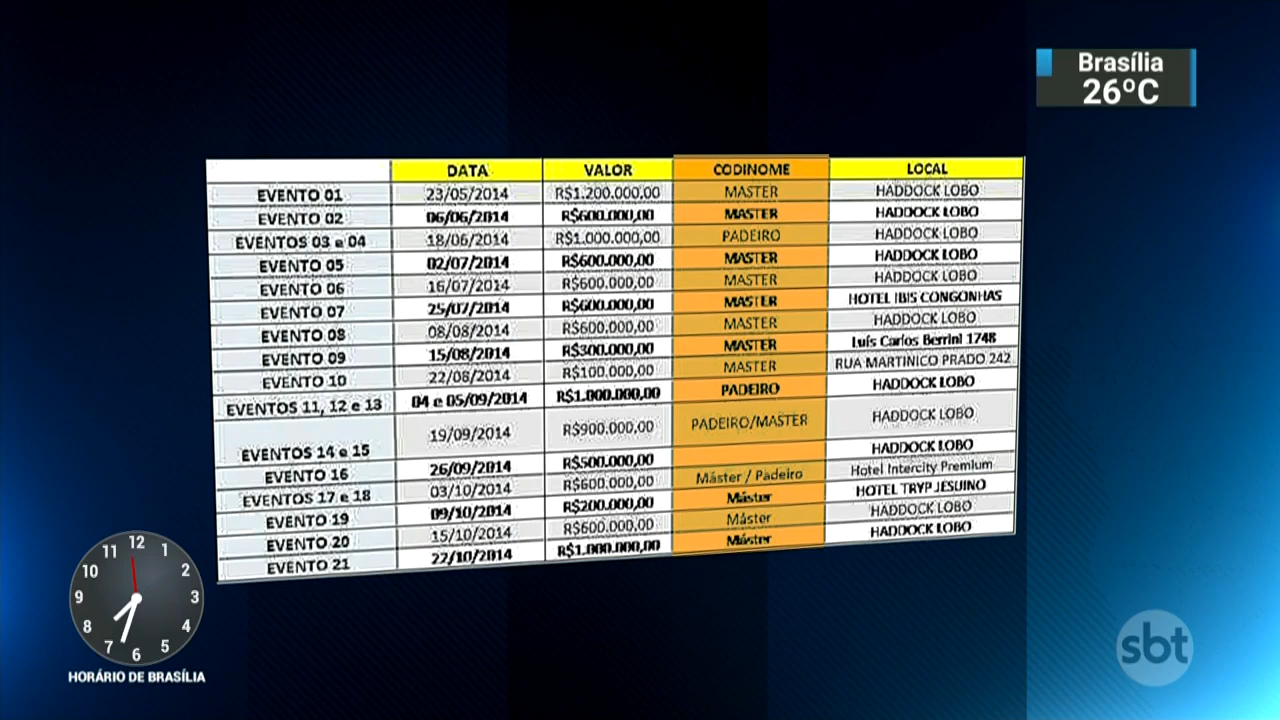 Brasília
26ºC
DATA VALOR CODINOME LOCAL
EVENTO 01 23/05/2014 R$1.200.000,00 MASTER HADDOCK LOBO
EVENTO 02 06/06/2014 R$600.000,00 MASTER HADDOCK LOBO
EVENTOS 03 e 04 18/06/2014 R$1.000.000,00 PADEIRO HADDOCK LOBO
EVENTO 05 02/07/2014 R$600.000,00 MASTER HADDOCK LOBO
EVENTO 06 16/07/2014 R$600.000,00 MASTER HADDOCK LOBO
EVENTO 07 25/07/2014 R$600.000,00 MASTER HOTEL IBIS CONGONHAS
EVENTO 08 08/08/2014 R$600.000,00 MASTER HADDOCK LOBO
EVENTO 09 15/08/2014 R$300.000,00 MASTER Luís Carlos Berrini 1748
EVENTO 10 22/08/2014 R$100.000,00 MASTER RUA MARTINICO PRADO 242
EVENTOS 11, 12 e 13 04 e 05/09/2014 R$1.000.000,00 PADEIRO HADDOCK LOBO
EVENTOS 14 e 15 19/09/2014 R$900.000,00 PADEIRO/MASTER HADDOCK LOBO
EVENTO 16 26/09/2014 R$500.000,00 HADDOCK LOBO
EVENTOS 17 e 18 03/10/2014 R$600.000,00 Máster / Padeiro Hotel Intercity Premium
EVENTO 19 09/10/2014 R$200.000,00 Máster HOTEL TRYP JESUINO
EVENTO 20 15/10/2014 R$600.000,00 Máster HADDOCK LOBO
EVENTO 21 22/10/2014 R$1.000.000,00 Máster HADDOCK LOBO
12 1 2 3 4 5 6 7 8 9 10 11
HORÁRIO DE BRASÍLIA
sbt